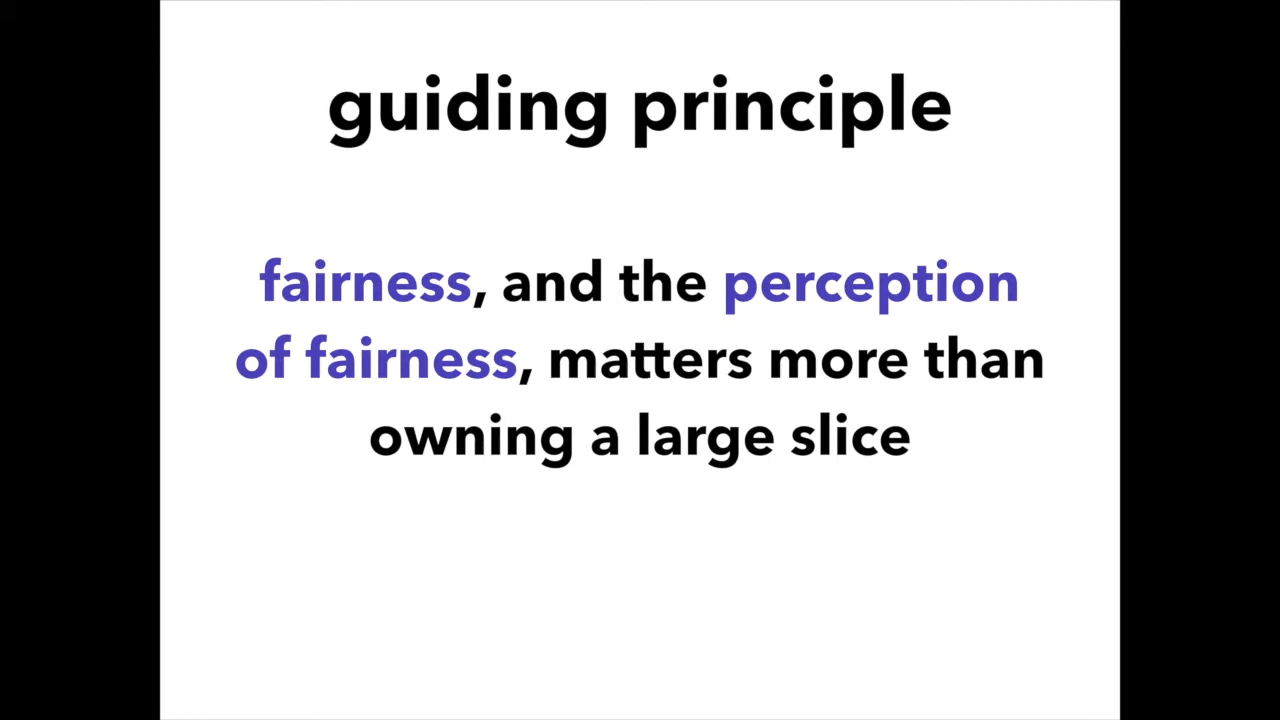 guiding principle
fairness, and the perception
of fairness, matters more than
owning a large slice